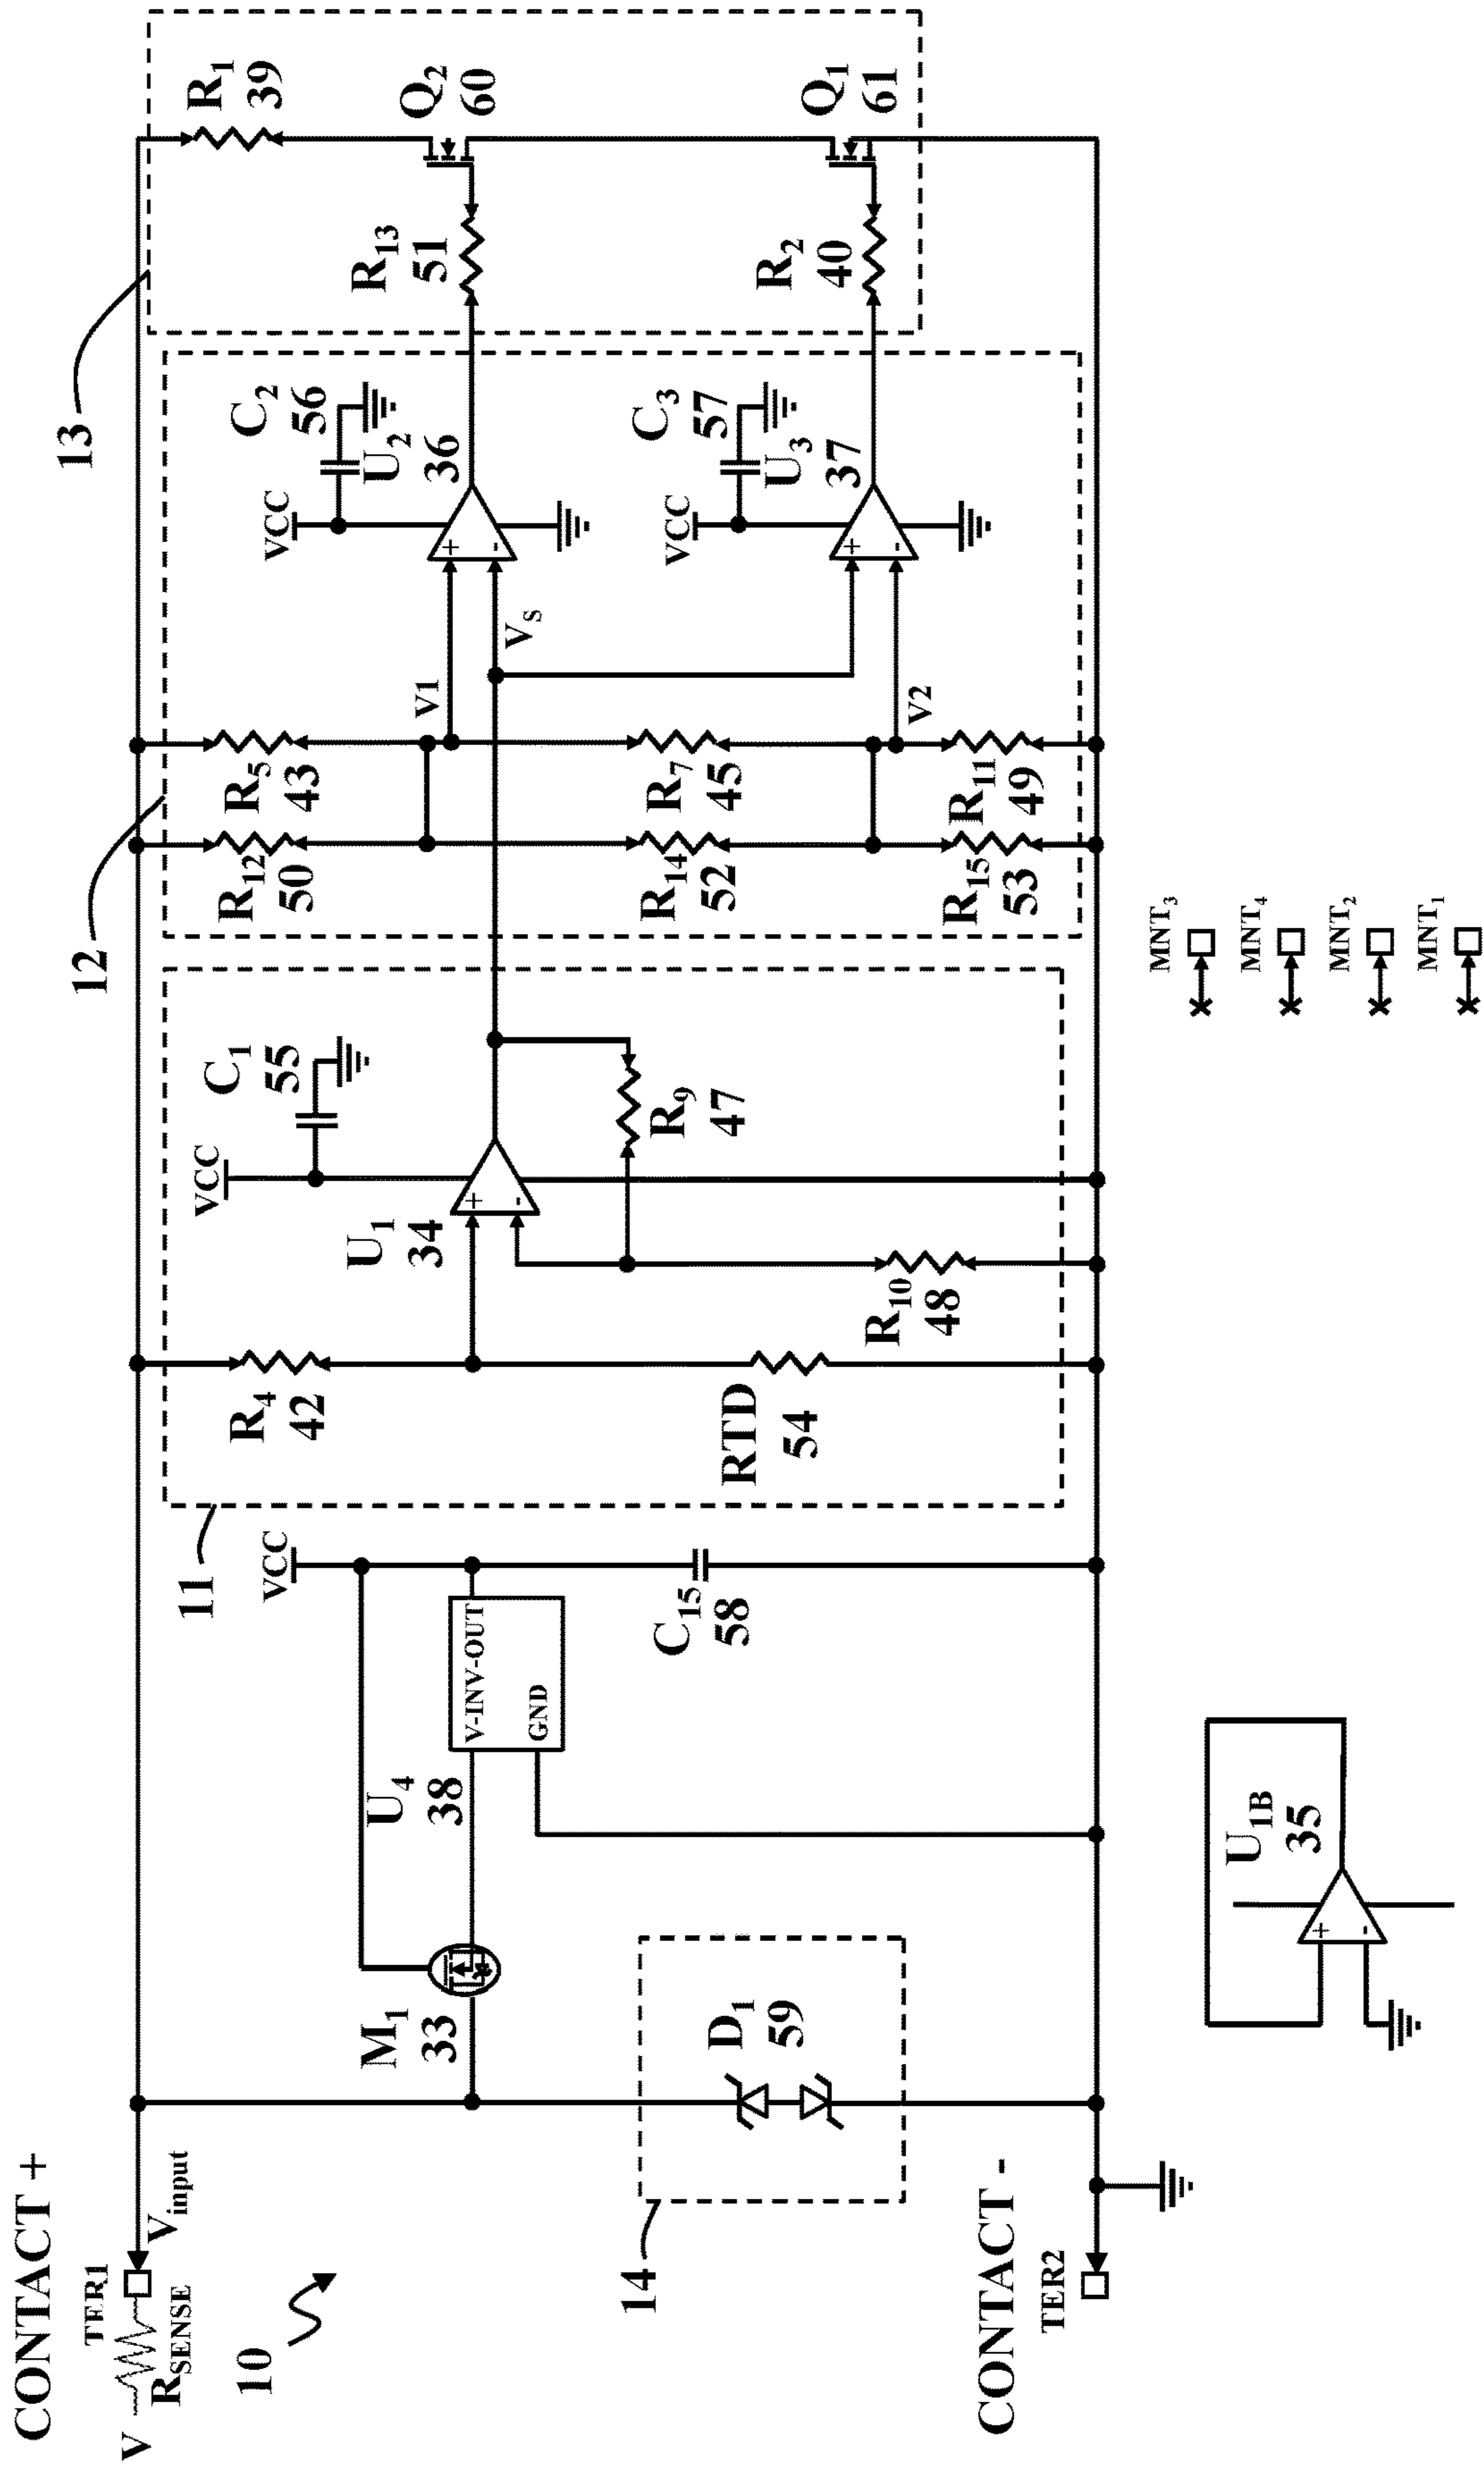 CONTACT +
TER1
V
R_SENSE
V_input
10
CONTACT -
TER2
14
D₁
59
M₁
33
U₄
38
V-INV-OUT
GND
VCC
C₁₅
58
U₁B
35
+
-
11
R₄
42
RTD
54
U₁
34
+
-
VCC
C₁
55
R₉
47
R₁₀
48
12
R₁₂
50
R₅
43
R₁₄
52
R₇
45
R₁₅
53
R₁₁
49
V1
V_S
V2
VCC
C₂
56
U₂
36
+
-
VCC
C₃
57
U₃
37
+
-
13
R₁₃
51
R₂
40
R₁
39
Q₂
60
Q₁
61
MNT₃
MNT₄
MNT₂
MNT₁